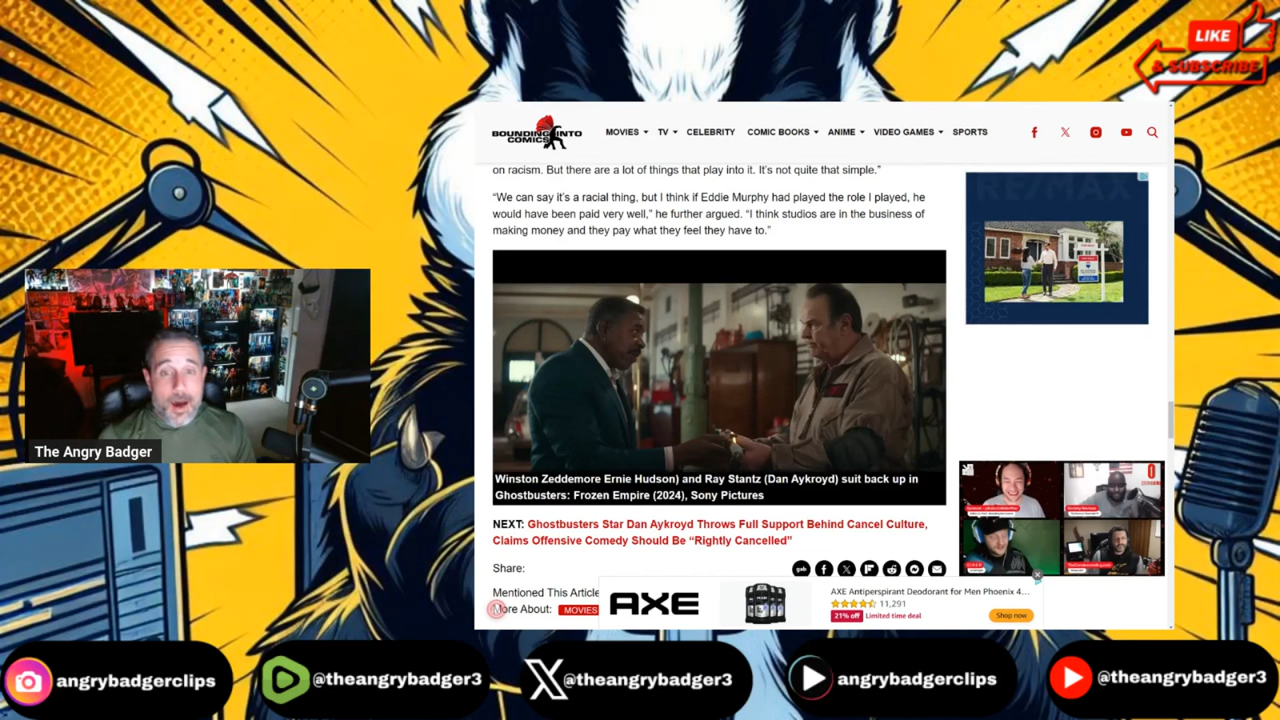 LIKE
& SUBSCRIBE
BOUNDING INTO
COMICS
MOVIES TV CELEBRITY COMIC BOOKS ANIME VIDEO GAMES SPORTS
on racism. But there are a lot of things that play into it. It’s not quite that simple.”
“We can say it’s a racial thing, but I think if Eddie Murphy had played the role I played, he
would have been paid very well,” he further argued. “I think studios are in the business of
making money and they pay what they feel they have to.”
RE/MAX
The Angry Badger
Winston Zeddemore Ernie Hudson) and Ray Stantz (Dan Aykroyd) suit back up in
Ghostbusters: Frozen Empire (2024), Sony Pictures
NEXT: Ghostbusters Star Dan Aykroyd Throws Full Support Behind Cancel Culture,
Claims Offensive Comedy Should Be “Rightly Cancelled”
Share:
gab
Mentioned This Article
More About: MOVIES
AXE
AXE Antiperspirant Deodorant for Men Phoenix 4...
11,291
21% off Limited time deal
Shop now
angrybadgerclips
@theangrybadger3
@theangrybadger3
angrybadgerclips
@theangrybadger3